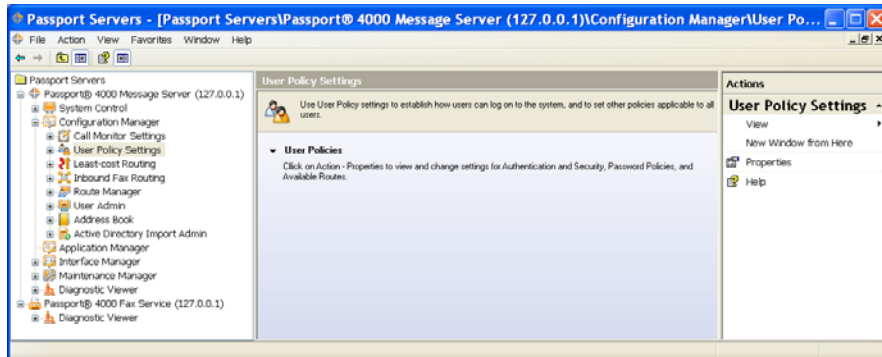 Passport Servers - [Passport Servers\Passport® 4000 Message Server (127.0.0.1)\Configuration Manager\User Po...
File Action View Favorites Window Help
Passport Servers
Passport® 4000 Message Server (127.0.0.1)
System Control
Configuration Manager
Call Monitor Settings
User Policy Settings
Least-cost Routing
Inbound Fax Routing
Route Manager
User Admin
Address Book
Active Directory Import Admin
Application Manager
Interface Manager
Maintenance Manager
Diagnostic Viewer
Passport® 4000 Fax Service (127.0.0.1)
Diagnostic Viewer
User Policy Settings
Use User Policy settings to establish how users can log on to the system, and to set other policies applicable to all
users.
User Policies
Click on Action - Properties to view and change settings for Authentication and Security, Password Policies, and
Available Routes.
Actions
User Policy Settings
View
New Window from Here
Properties
Help